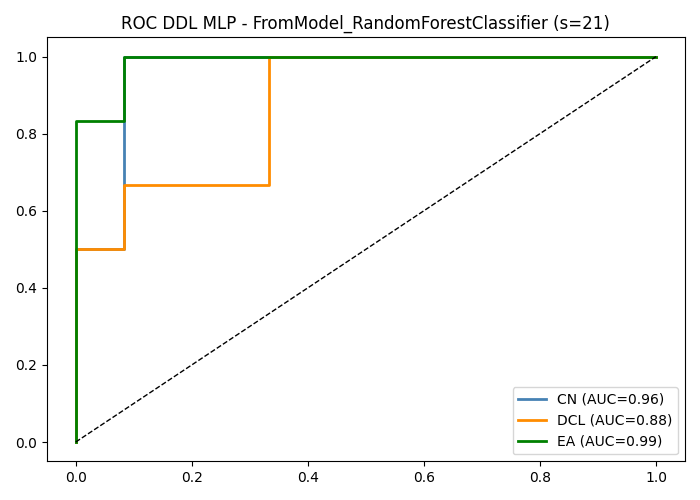 ROC DDL MLP - FromModel_RandomForestClassifier (s=21)
1.0
0.8
0.6
0.4
0.2
0.0
0.0 0.2 0.4 0.6 0.8 1.0
CN (AUC=0.96)
DCL (AUC=0.88)
EA (AUC=0.99)